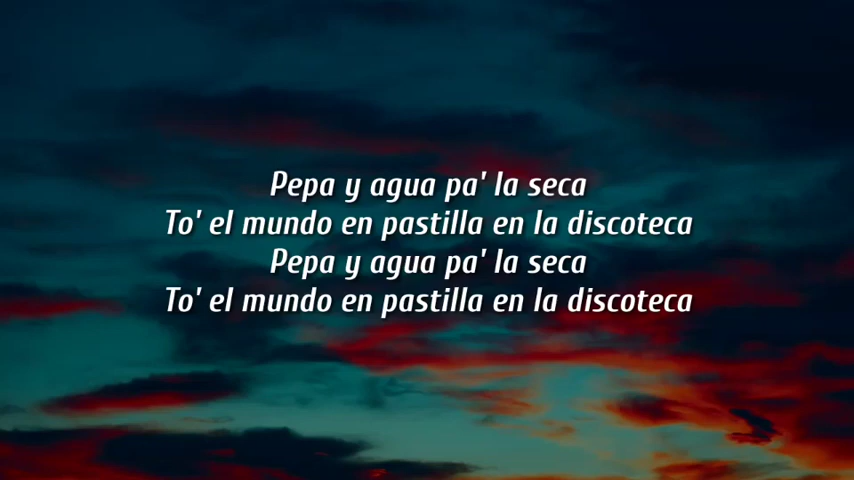 Pepa y agua pa' la seca
To' el mundo en pastilla en la discoteca
Pepa y agua pa' la seca
To' el mundo en pastilla en la discoteca